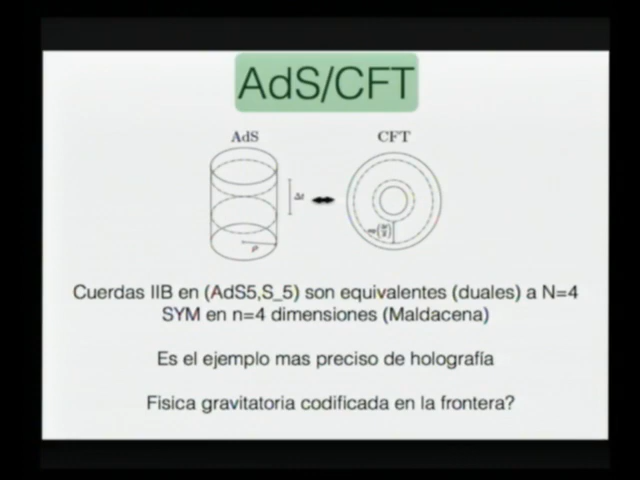 AdS/CFT
AdS
CFT
ρ
Cuerdas IIB en (AdS5,S_5) son equivalentes (duales) a N=4
SYM en n=4 dimensiones (Maldacena)
Es el ejemplo mas preciso de holografía
Fisica gravitatoria codificada en la frontera?